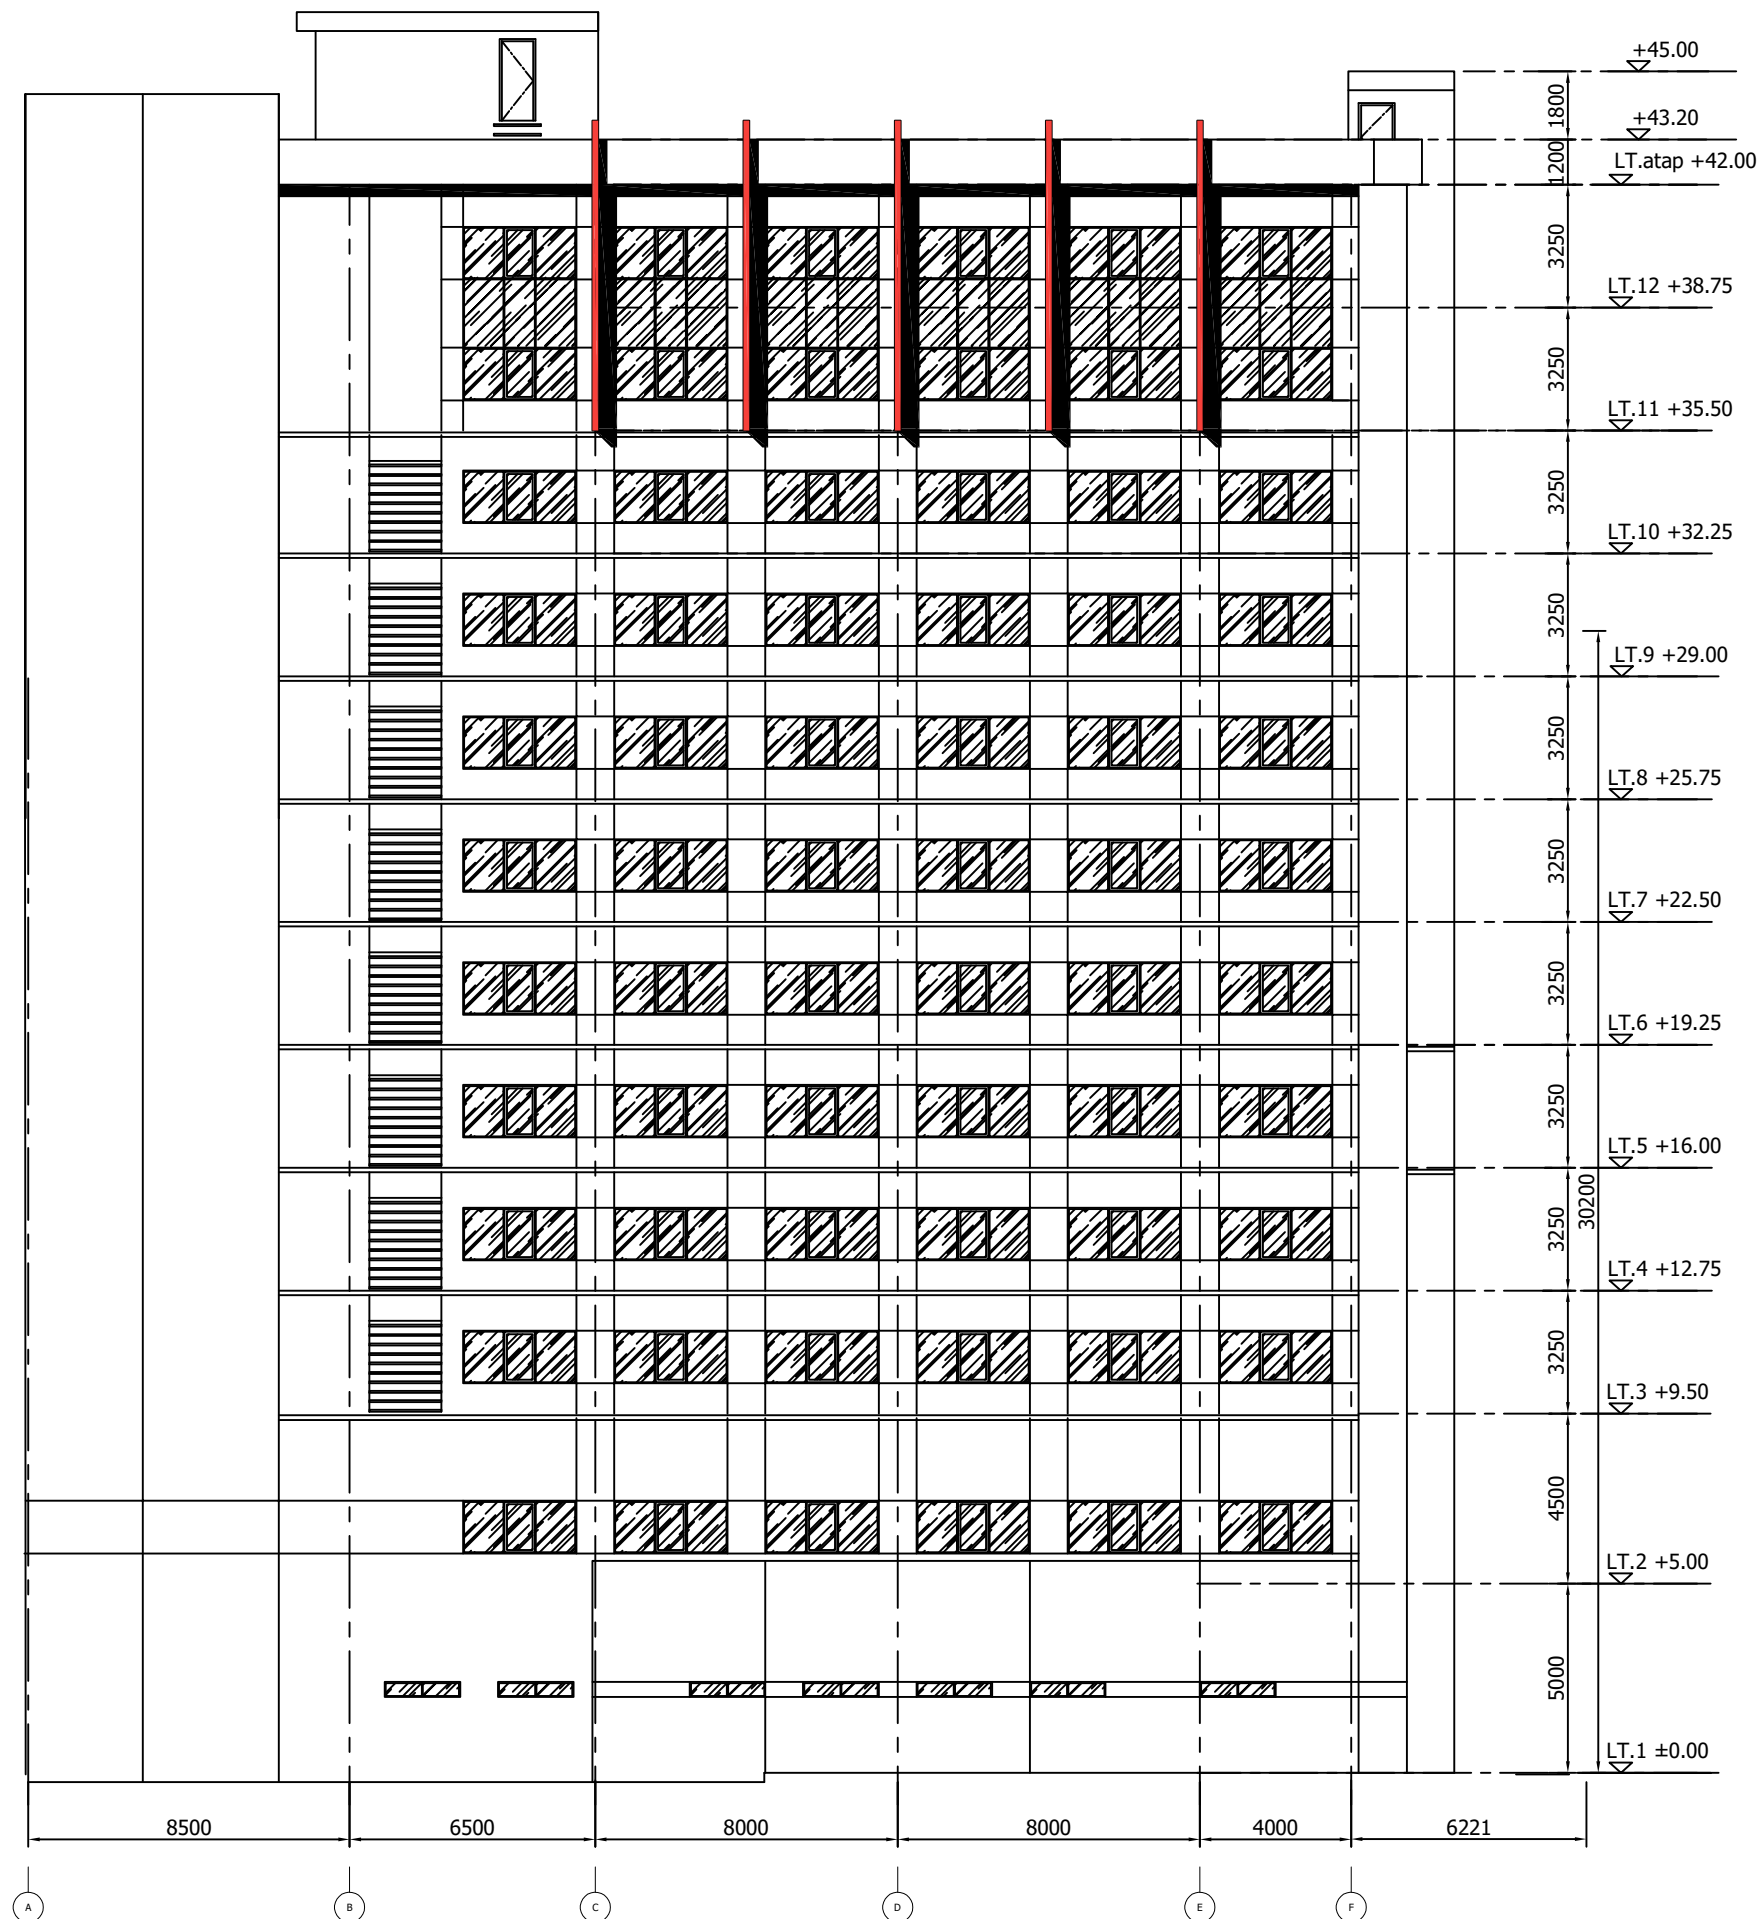 +45.00
1800
+43.20
1200
LT.atap +42.00
3250
LT.12 +38.75
3250
LT.11 +35.50
3250
LT.10 +32.25
3250
LT.9 +29.00
3250
LT.8 +25.75
3250
LT.7 +22.50
3250
LT.6 +19.25
3250
LT.5 +16.00
30200
3250
LT.4 +12.75
3250
LT.3 +9.50
4500
LT.2 +5.00
5000
LT.1 ±0.00
8500 6500 8000 8000 4000 6221
A B C D E F